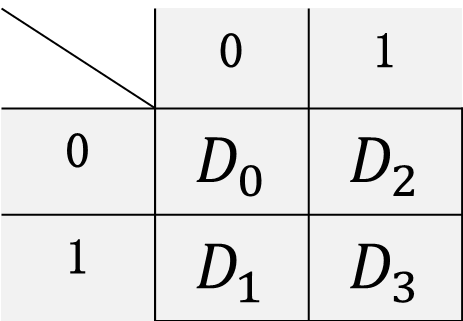 0 1
0 D₀ D₂
1 D₁ D₃